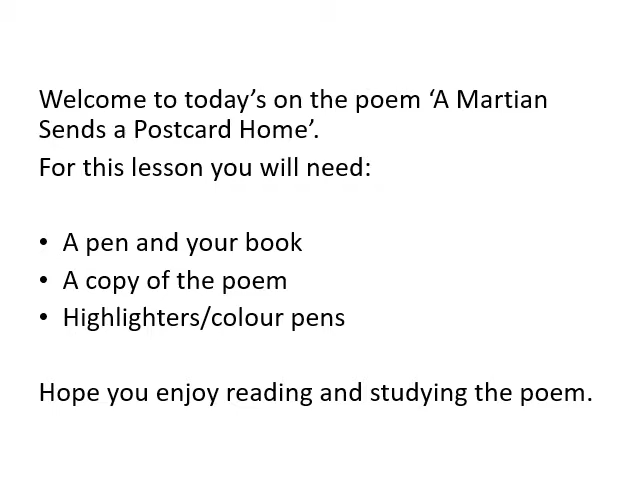 Welcome to today’s on the poem ‘A Martian
Sends a Postcard Home’.
For this lesson you will need:
• A pen and your book
• A copy of the poem
• Highlighters/colour pens
Hope you enjoy reading and studying the poem.